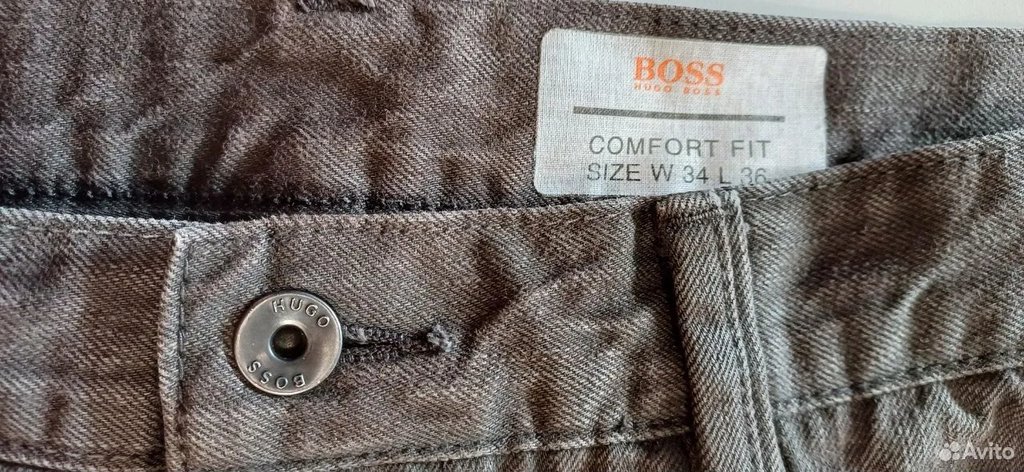 BOSS
HUGO BOSS
COMFORT FIT
SIZE W 34 L 36
HUGO
BOSS
Avito